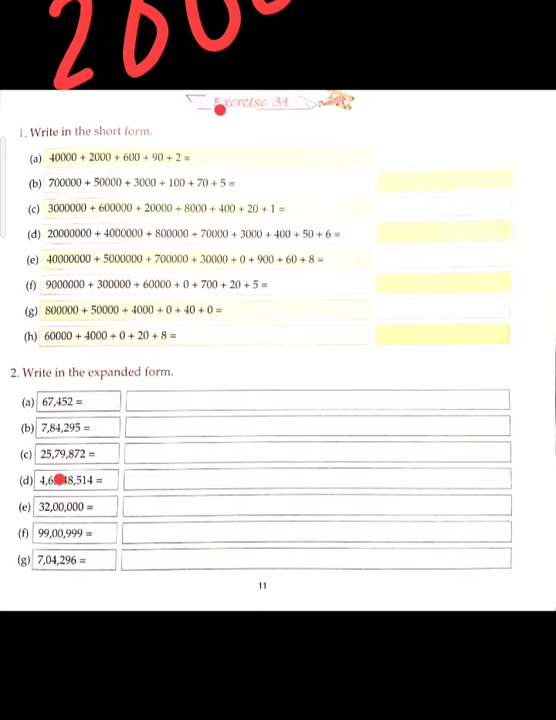 200
Exercise 3A
1. Write in the short form.
(a) 40000 + 2000 + 600 + 90 + 2 =
(b) 700000 + 50000 + 3000 + 100 + 70 + 5 =
(c) 3000000 + 600000 + 20000 + 8000 + 400 + 20 + 1 =
(d) 20000000 + 4000000 + 800000 + 70000 + 3000 + 400 + 50 + 6 =
(e) 40000000 + 5000000 + 700000 + 30000 + 0 + 900 + 60 + 8 =
(f) 9000000 + 300000 + 60000 + 0 + 700 + 20 + 5 =
(g) 800000 + 50000 + 4000 + 0 + 40 + 0 =
(h) 60000 + 4000 + 0 + 20 + 8 =
2. Write in the expanded form.
(a) 67,452 =
(b) 7,84,295 =
(c) 25,79,872 =
(d)
(e) 32,00,000 =
(f) 99,00,999 =
(g) 7,04,296 =
11